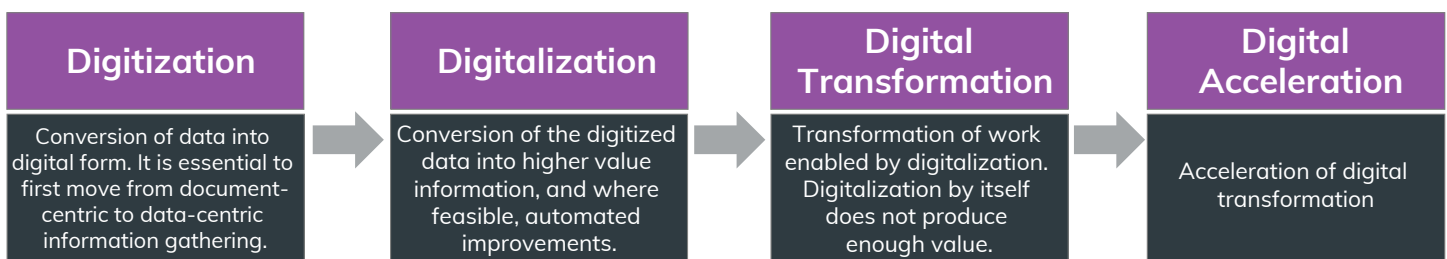 Digitization
Conversion of data into
digital form. It is essential to
first move from document-
centric to data-centric
information gathering.
Digitalization
Conversion of the digitized
data into higher value
information, and where
feasible, automated
improvements.
Digital
Transformation
Transformation of work
enabled by digitalization.
Digitalization by itself
does not produce
enough value.
Digital
Acceleration
Acceleration of digital
transformation